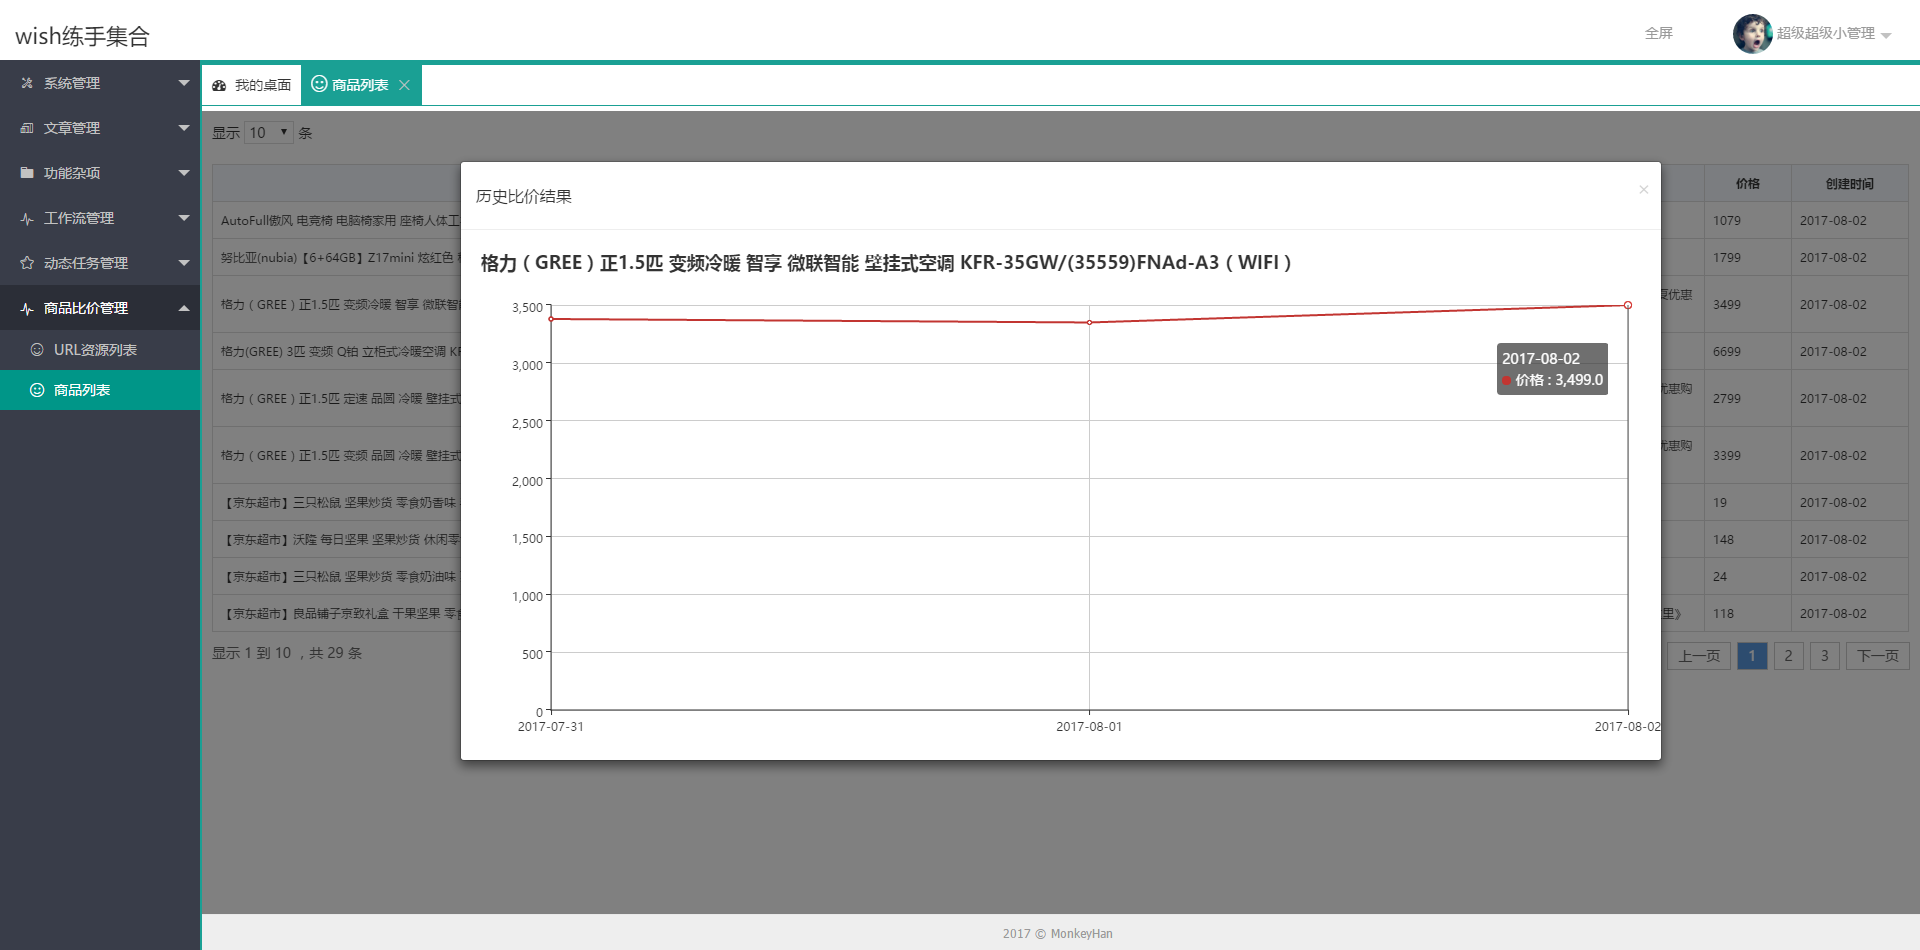 wish练手集合
全屏
超级超级小管理
系统管理
文章管理
功能杂项
工作流管理
动态任务管理
商品比价管理
URL资源列表
商品列表
我的桌面
商品列表
显示 10 条
价格 创建时间
AutoFull傲风 电竞椅 电脑椅家用 座椅人体工 1079 2017-08-02
努比亚(nubia)【6+64GB】Z17mini 炫红色 1799 2017-08-02
格力（GREE）正1.5匹 变频冷暖 智享 微联智 优惠 3499 2017-08-02
格力(GREE) 3匹 变频 Q铂 立柜式冷暖空调 6699 2017-08-02
格力（GREE）正1.5匹 定速 品圆 冷暖 壁挂式 优惠购 2799 2017-08-02
格力（GREE）正1.5匹 变频 品圆 冷暖 壁挂式 优惠购 3399 2017-08-02
【京东超市】三只松鼠 坚果炒货 零食奶香味 19 2017-08-02
【京东超市】沃隆 每日坚果 坚果炒货 休闲零 148 2017-08-02
【京东超市】三只松鼠 坚果炒货 零食奶油味 24 2017-08-02
【京东超市】良品铺子京致礼盒 干果坚果 零 里》 118 2017-08-02
显示 1 到 10 ，共 29 条
上一页 1 2 3 下一页
历史比价结果
×
格力（GREE）正1.5匹 变频冷暖 智享 微联智能 壁挂式空调 KFR-35GW/(35559)FNAd-A3（WIFI）
3,500
3,000
2,500
2,000
1,500
1,000
500
0
2017-07-31 2017-08-01 2017-08-02
2017-08-02
价格 : 3,499.0
2017 © MonkeyHan